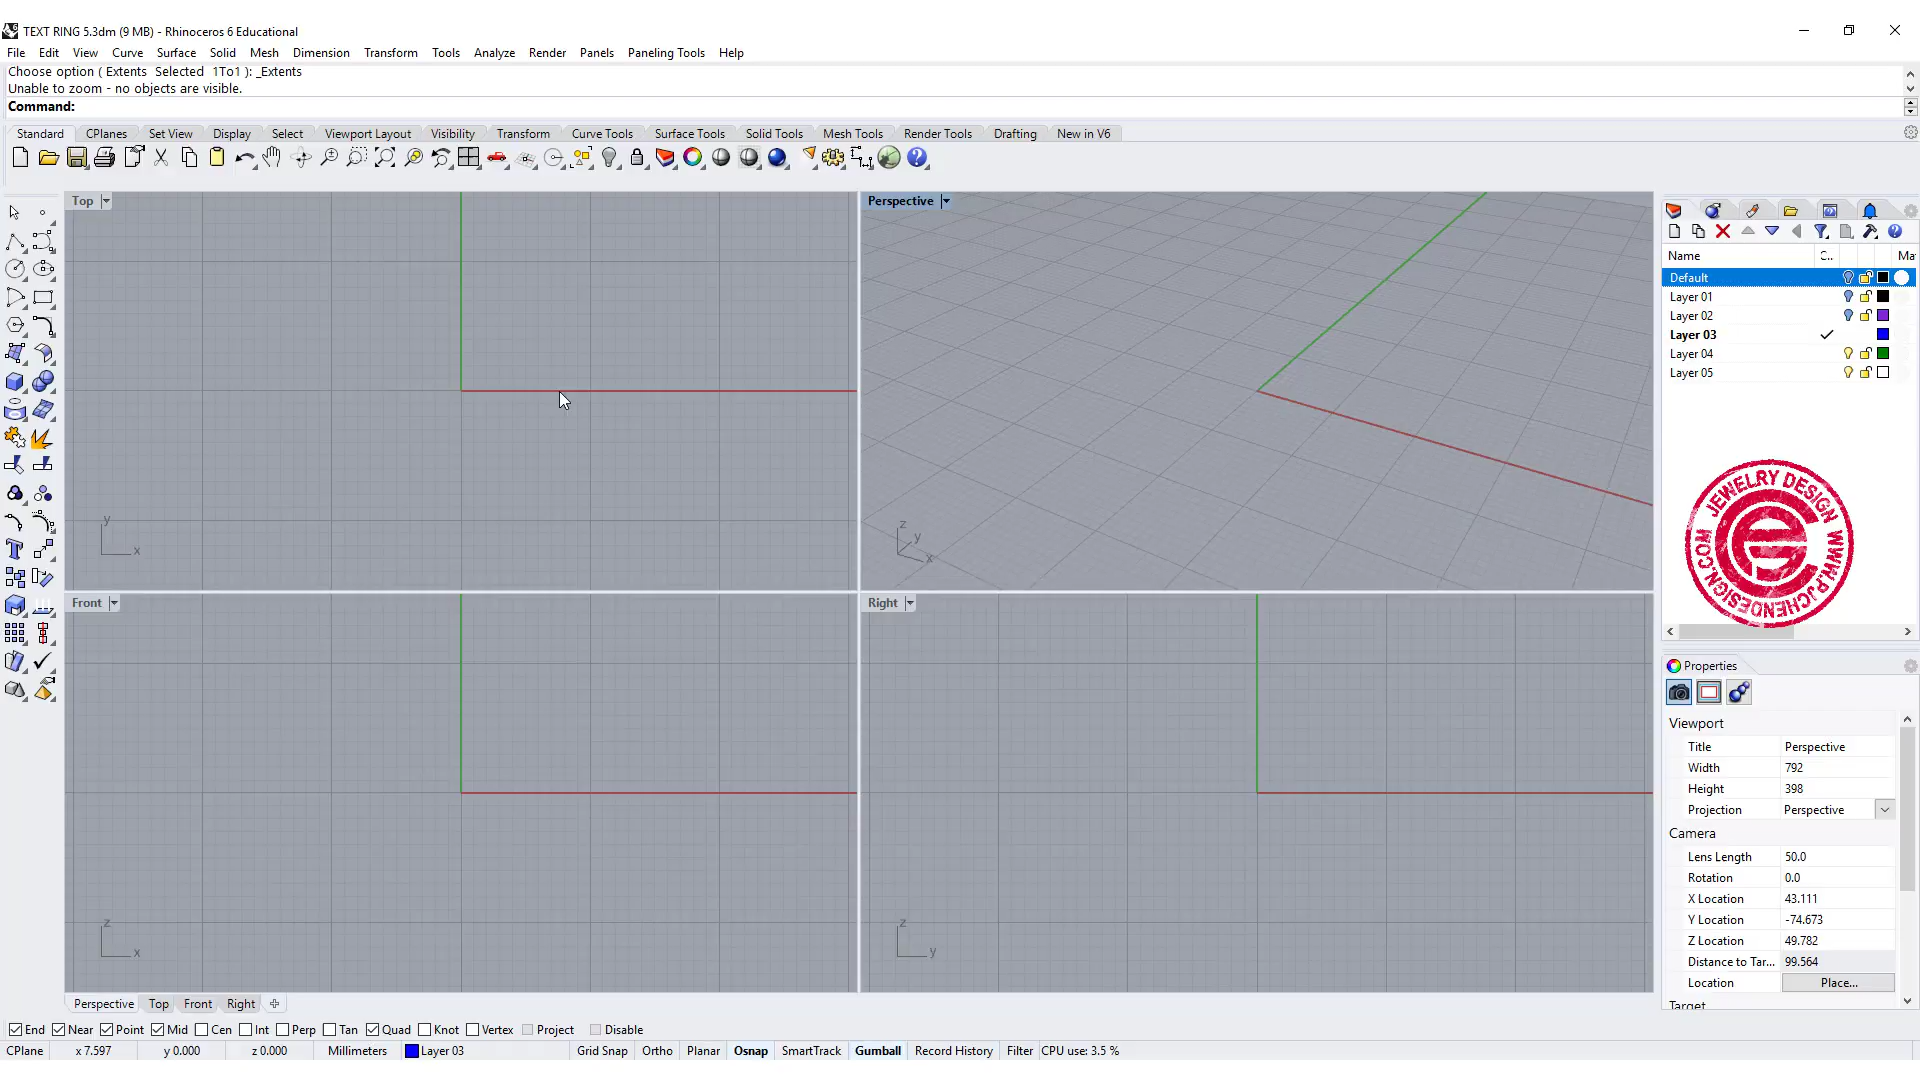 TEXT RING 5.3dm (9 MB) - Rhinoceros 6 Educational
File Edit View Curve Surface Solid Mesh Dimension Transform Tools Analyze Render Panels Paneling Tools Help
Choose option ( Extents Selected 1To1 ): _Extents
Unable to zoom - no objects are visible.
Command:
Standard CPlanes Set View Display Select Viewport Layout Visibility Transform Curve Tools Surface Tools Solid Tools Mesh Tools Render Tools Drafting New in V6
Top
Perspective
Name C.. Ma
Default
Layer 01
Layer 02
Layer 03
Layer 04
Layer 05
y
x
z
y
x
JEWELRY DESIGN
WWW.PJCHENDESIGN.COM
Front
Right
Properties
Viewport
Title Perspective
Width 792
Height 398
Projection Perspective
Camera
Lens Length 50.0
Rotation 0.0
X Location 43.111
Y Location -74.673
Z Location 49.782
Distance to Tar... 99.564
Location Place...
Target
z
x
z
y
Perspective Top Front Right
End Near Point Mid Cen Int Perp Tan Quad Knot Vertex Project Disable
CPlane x 7.597 y 0.000 z 0.000 Millimeters Layer 03 Grid Snap Ortho Planar Osnap SmartTrack Gumball Record History Filter CPU use: 3.5 %